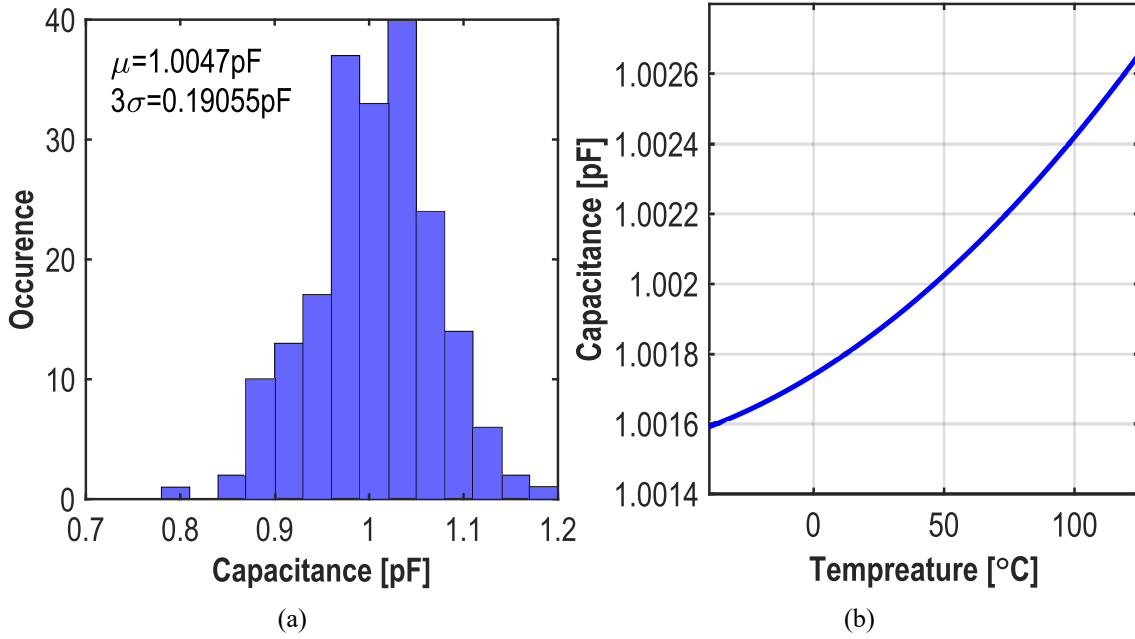 40
30
20
10
0
Occurence
μ=1.0047pF
3σ=0.19055pF
0.7 0.8 0.9 1 1.1 1.2
Capacitance [pF]
(a)
1.0026
1.0024
1.0022
1.002
1.0018
1.0016
1.0014
Capacitance [pF]
0 50 100
Tempreature [°C]
(b)